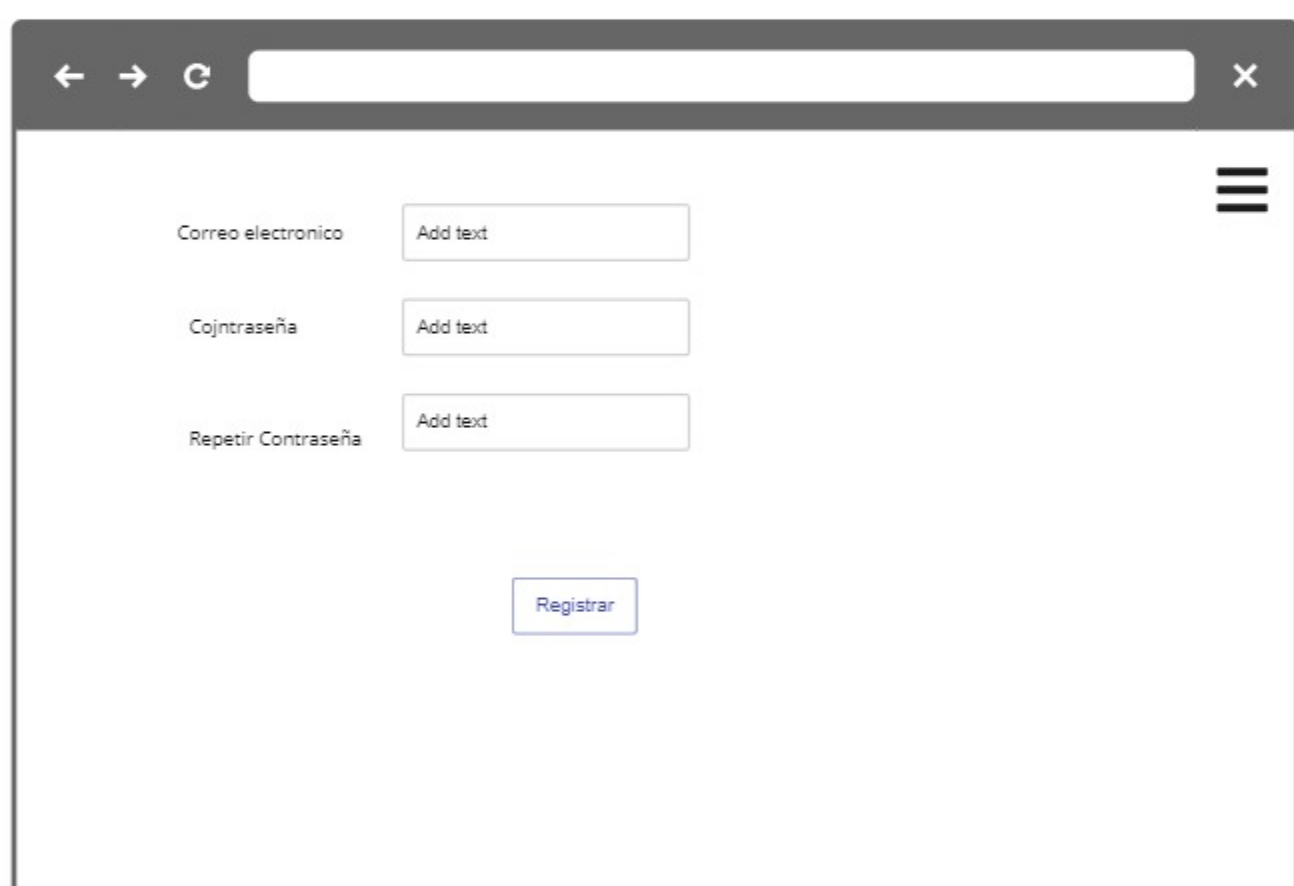 Correo electronico
Add text
Cojntraseña
Add text
Repetir Contraseña
Add text
Registrar